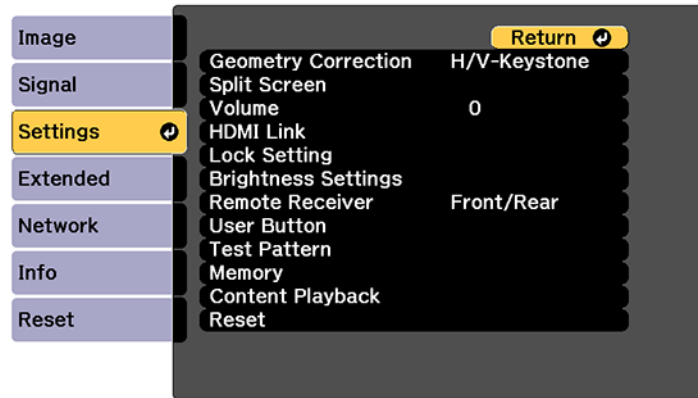 Image
Signal
Settings
Extended
Network
Info
Reset
Return
Geometry Correction H/V-Keystone
Split Screen
Volume 0
HDMI Link
Lock Setting
Brightness Settings
Remote Receiver Front/Rear
User Button
Test Pattern
Memory
Content Playback
Reset